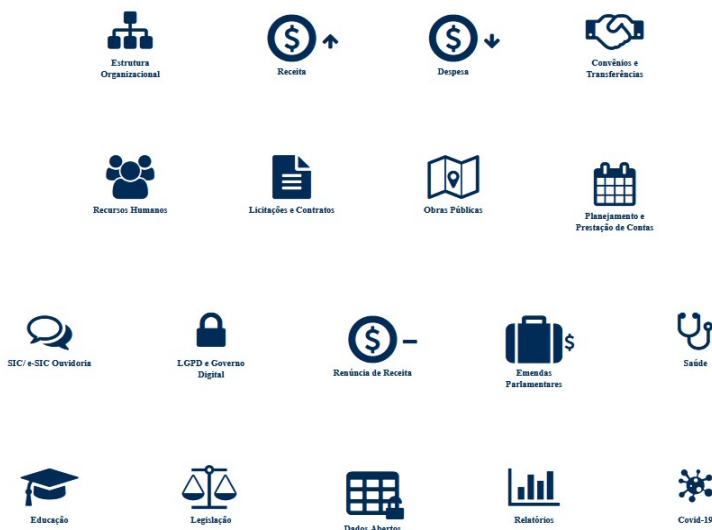 Estrutura
Organizacional
Receita
Despesa
Convênios e
Transferências
Recursos Humanos
Licitações e Contratos
Obras Públicas
Planejamento e
Prestação de Contas
SIC/ e-SIC Ouvidoria
LGPD e Governo
Digital
Renúncia de Receita
Emendas
Parlamentares
Saúde
Educação
Legislação
Dados Abertos
Relatórios
Covid-19